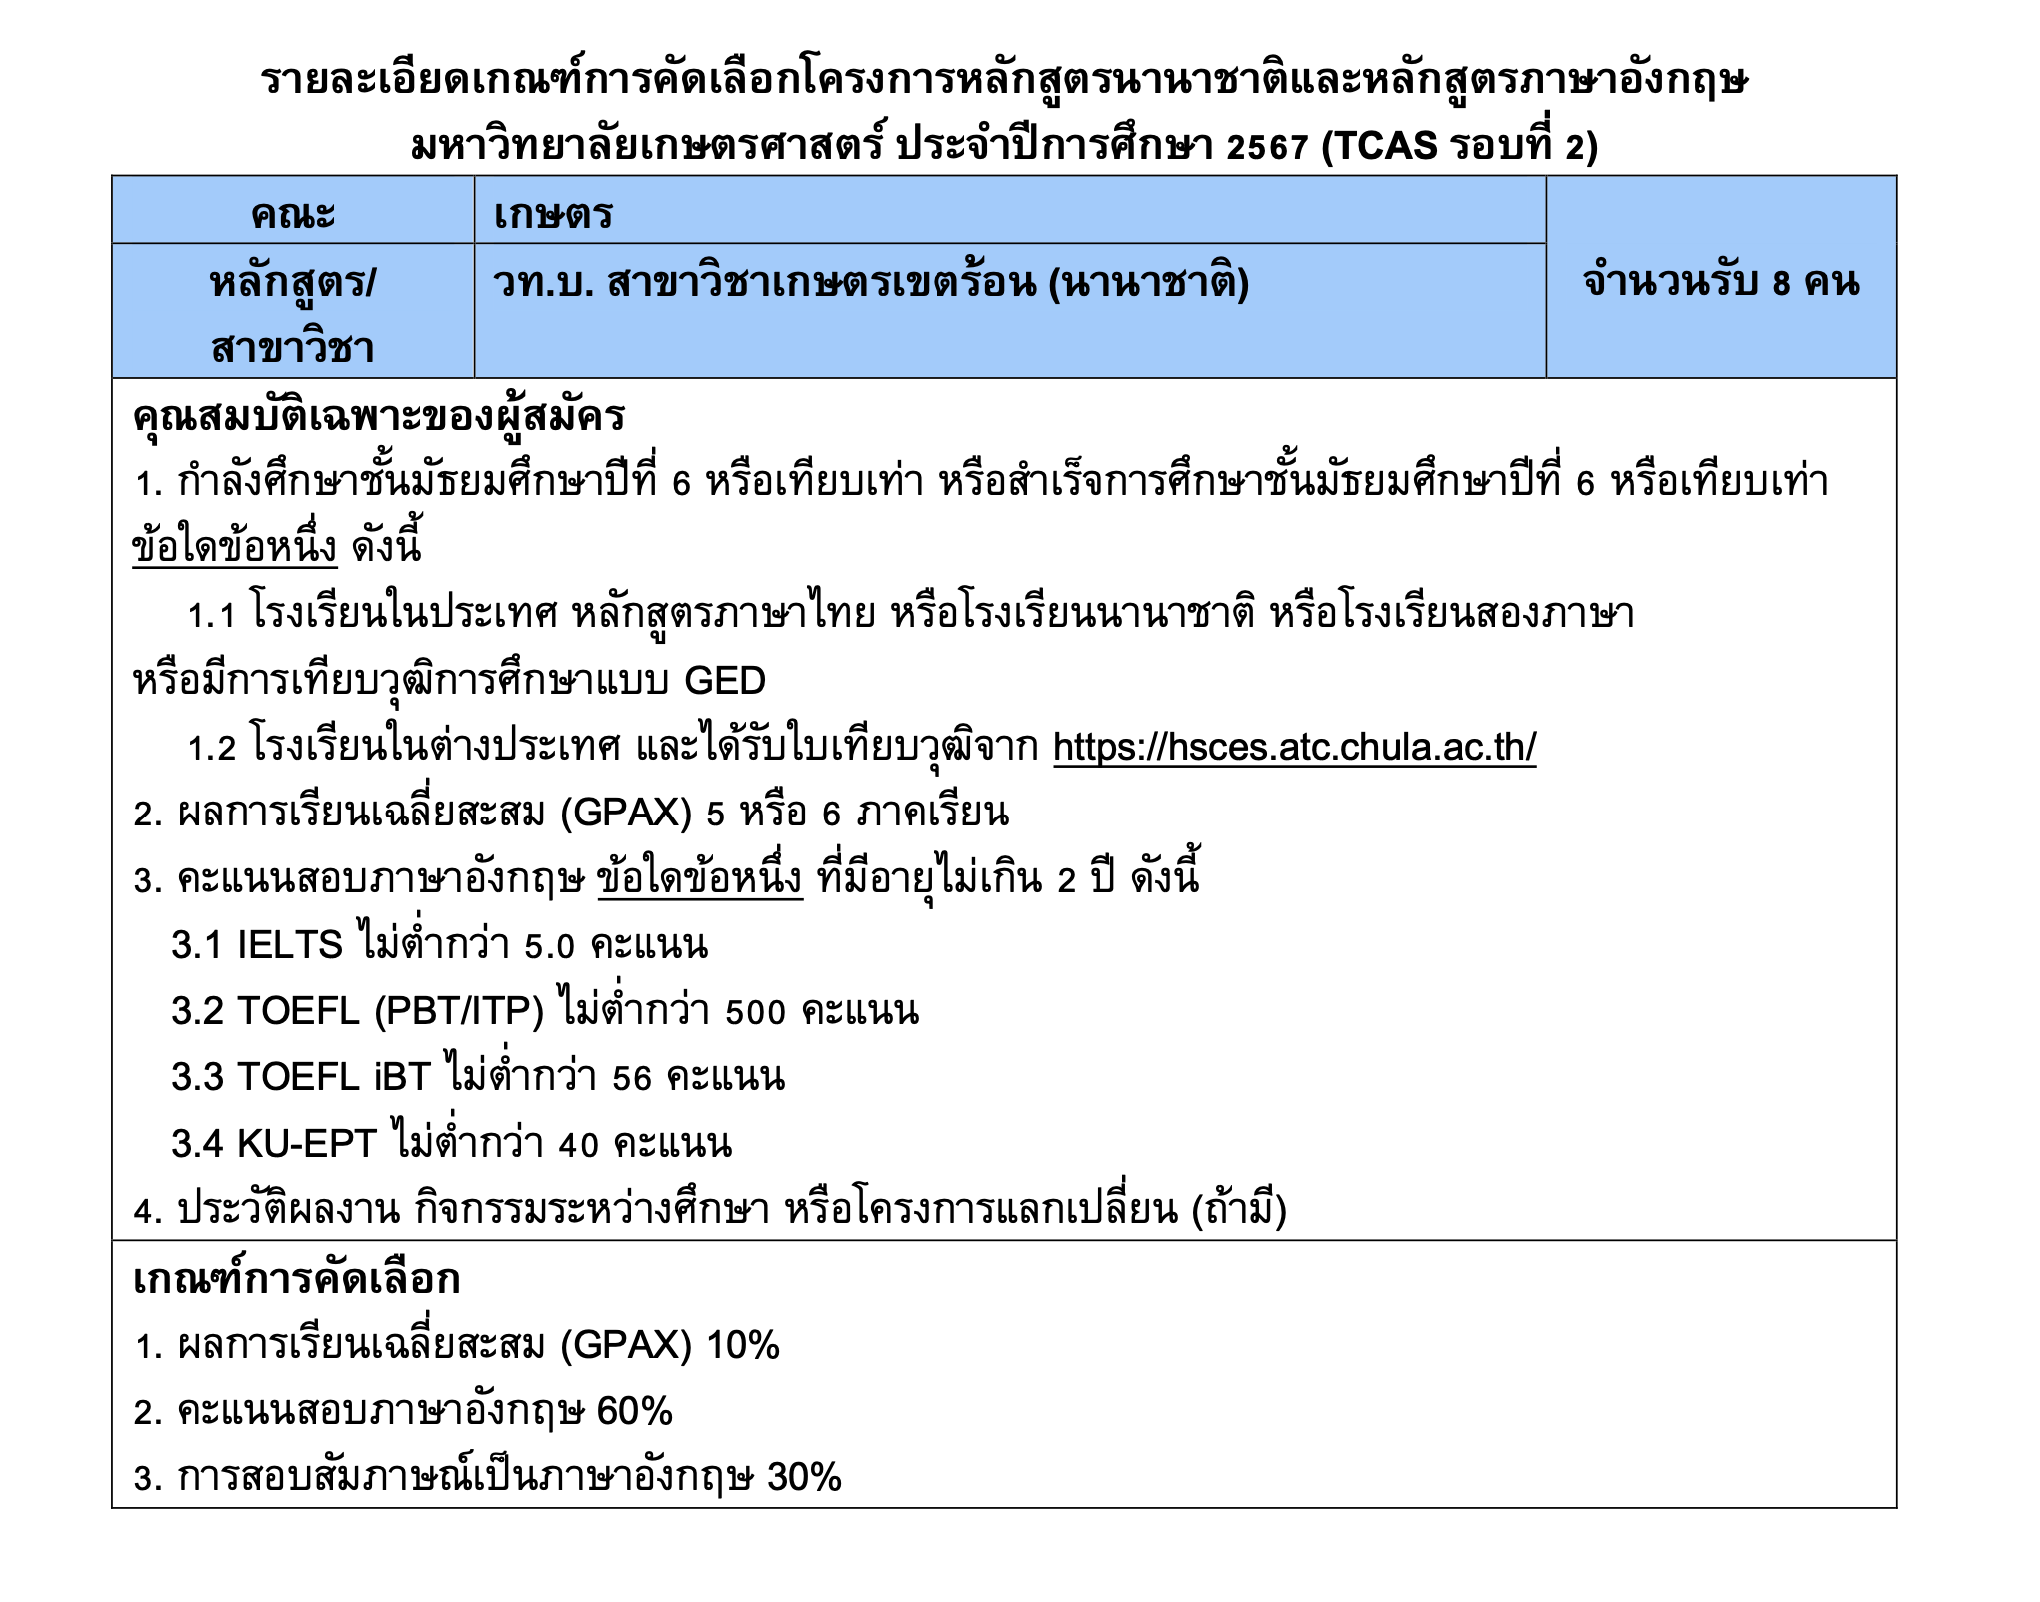 รายละเอียดเกณฑ์การคัดเลือกโครงการหลักสูตรนานาชาติและหลักสูตรภาษาอังกฤษ
มหาวิทยาลัยเกษตรศาสตร์ ประจำปีการศึกษา 2567 (TCAS รอบที่ 2)
คณะ
เกษตร
หลักสูตร/
สาขาวิชา
วท.บ. สาขาวิชาเกษตรเขตร้อน (นานาชาติ)
จำนวนรับ 8 คน
คุณสมบัติเฉพาะของผู้สมัคร
1. กำลังศึกษาชั้นมัธยมศึกษาปีที่ 6 หรือเทียบเท่า หรือสำเร็จการศึกษาชั้นมัธยมศึกษาปีที่ 6 หรือเทียบเท่า
ข้อใดข้อหนึ่ง ดังนี้
1.1 โรงเรียนในประเทศ หลักสูตรภาษาไทย หรือโรงเรียนนานาชาติ หรือโรงเรียนสองภาษา
หรือมีการเทียบวุฒิการศึกษาแบบ GED
1.2 โรงเรียนในต่างประเทศ และได้รับใบเทียบวุฒิจาก https://hsces.atc.chula.ac.th/
2. ผลการเรียนเฉลี่ยสะสม (GPAX) 5 หรือ 6 ภาคเรียน
3. คะแนนสอบภาษาอังกฤษ ข้อใดข้อหนึ่ง ที่มีอายุไม่เกิน 2 ปี ดังนี้
3.1 IELTS ไม่ต่ำกว่า 5.0 คะแนน
3.2 TOEFL (PBT/ITP) ไม่ต่ำกว่า 500 คะแนน
3.3 TOEFL iBT ไม่ต่ำกว่า 56 คะแนน
3.4 KU-EPT ไม่ต่ำกว่า 40 คะแนน
4. ประวัติผลงาน กิจกรรมระหว่างศึกษา หรือโครงการแลกเปลี่ยน (ถ้ามี)
เกณฑ์การคัดเลือก
1. ผลการเรียนเฉลี่ยสะสม (GPAX) 10%
2. คะแนนสอบภาษาอังกฤษ 60%
3. การสอบสัมภาษณ์เป็นภาษาอังกฤษ 30%